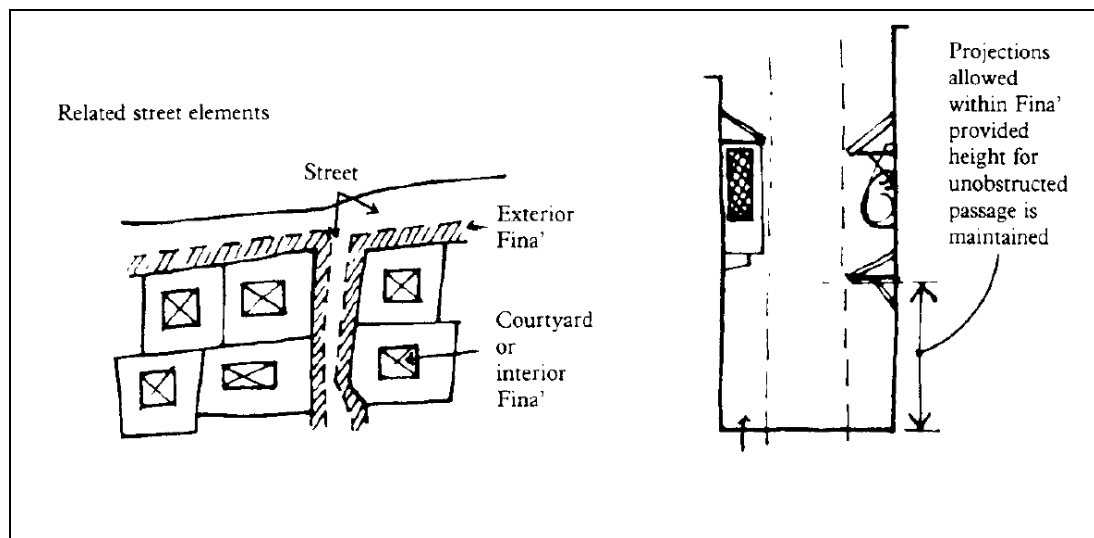 Related street elements
Street
Exterior
Fina'
Courtyard
or
interior
Fina'
Projections
allowed
within Fina'
provided
height for
unobstructed
passage is
maintained